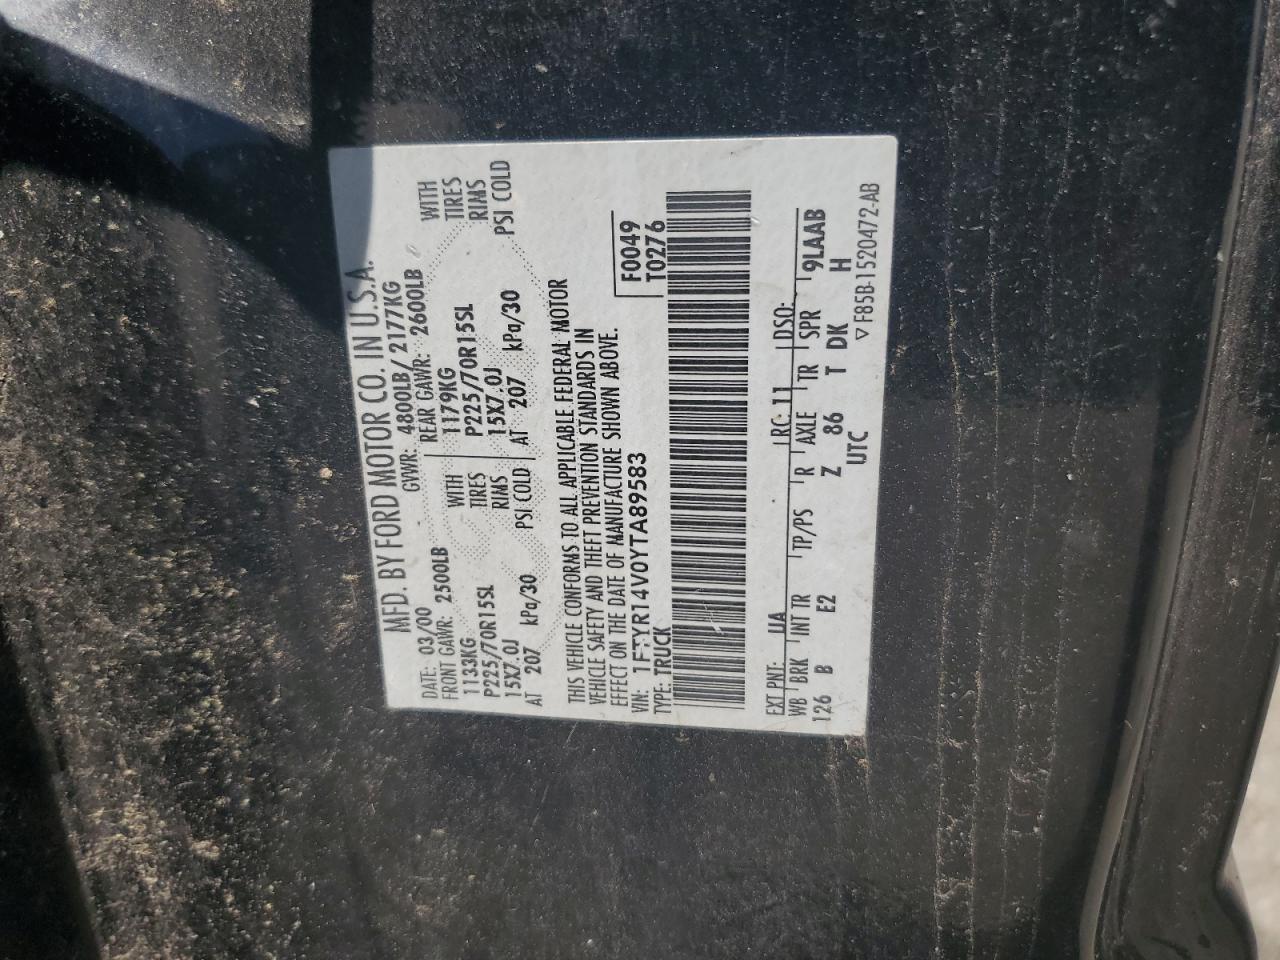 MFD. BY FORD MOTOR CO. IN U.S.A.
DATE: 03/00 GVWR: 4800LB/2177KG
FRONT GAWR: 2500LB REAR GAWR: 2600LB
1133KG WITH 1179KG WITH
P225/70R15SL TIRES P225/70R15SL TIRES
15X7.0J RIMS 15X7.0J RIMS
AT 207 kPa/30 PSI COLD AT 207 kPa/30 PSI COLD
THIS VEHICLE CONFORMS TO ALL APPLICABLE FEDERAL MOTOR
VEHICLE SAFETY AND THEFT PREVENTION STANDARDS IN
EFFECT ON THE DATE OF MANUFACTURE SHOWN ABOVE.
VIN: 1FTYR14V0YTA89583 F0049
TYPE: TRUCK T0276
EXT PNT: UA RC: 11 DSO:
WB BRK INT TR TP/PS R AXLE TR SPR 9LAAB
126 B E2 Z 86 T DK H
UTC
▽ F85B-1520472-AB